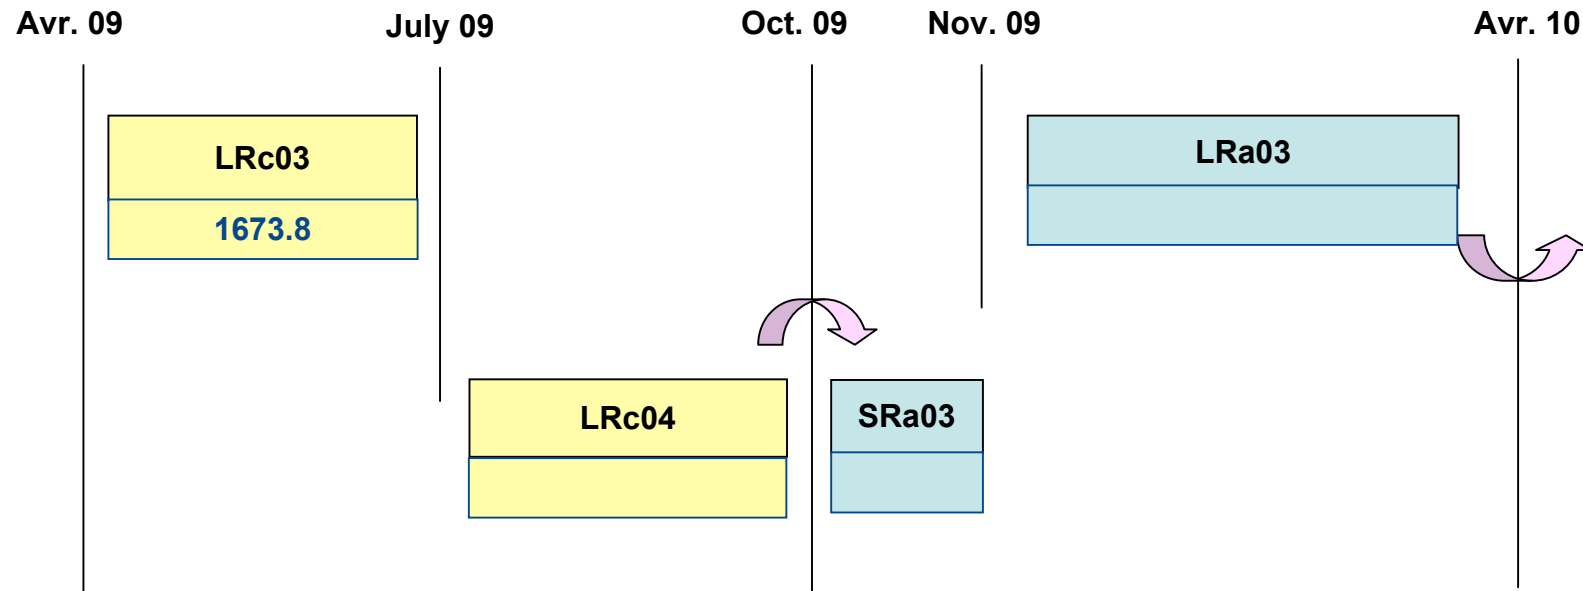 Avr. 09
July 09
Oct. 09
Nov. 09
Avr. 10
LRc03
1673.8
LRa03
LRc04
SRa03